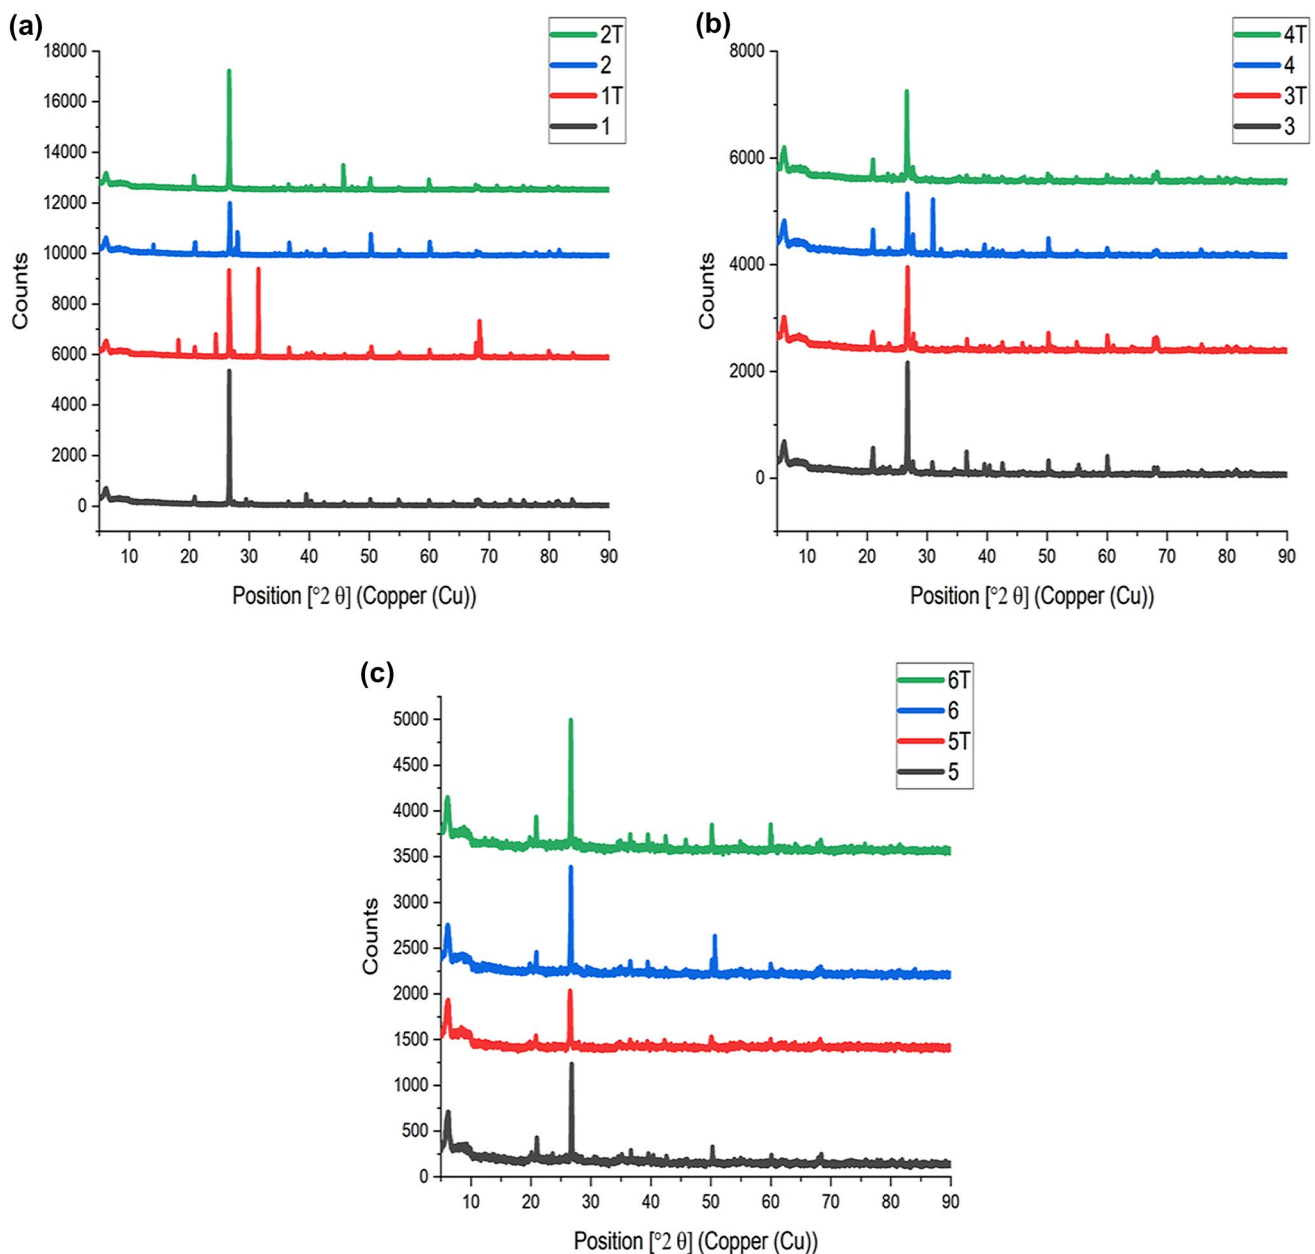 (a)
2T
2
1T
1
18000
16000
14000
12000
10000
8000
6000
4000
2000
0
Counts
10 20 30 40 50 60 70 80 90
Position [°2 θ] (Copper (Cu))
(b)
4T
4
3T
3
8000
6000
4000
2000
0
Counts
10 20 30 40 50 60 70 80 90
Position [°2 θ] (Copper (Cu))
(c)
6T
6
5T
5
5000
4500
4000
3500
3000
2500
2000
1500
1000
500
0
Counts
10 20 30 40 50 60 70 80 90
Position [°2 θ] (Copper (Cu))